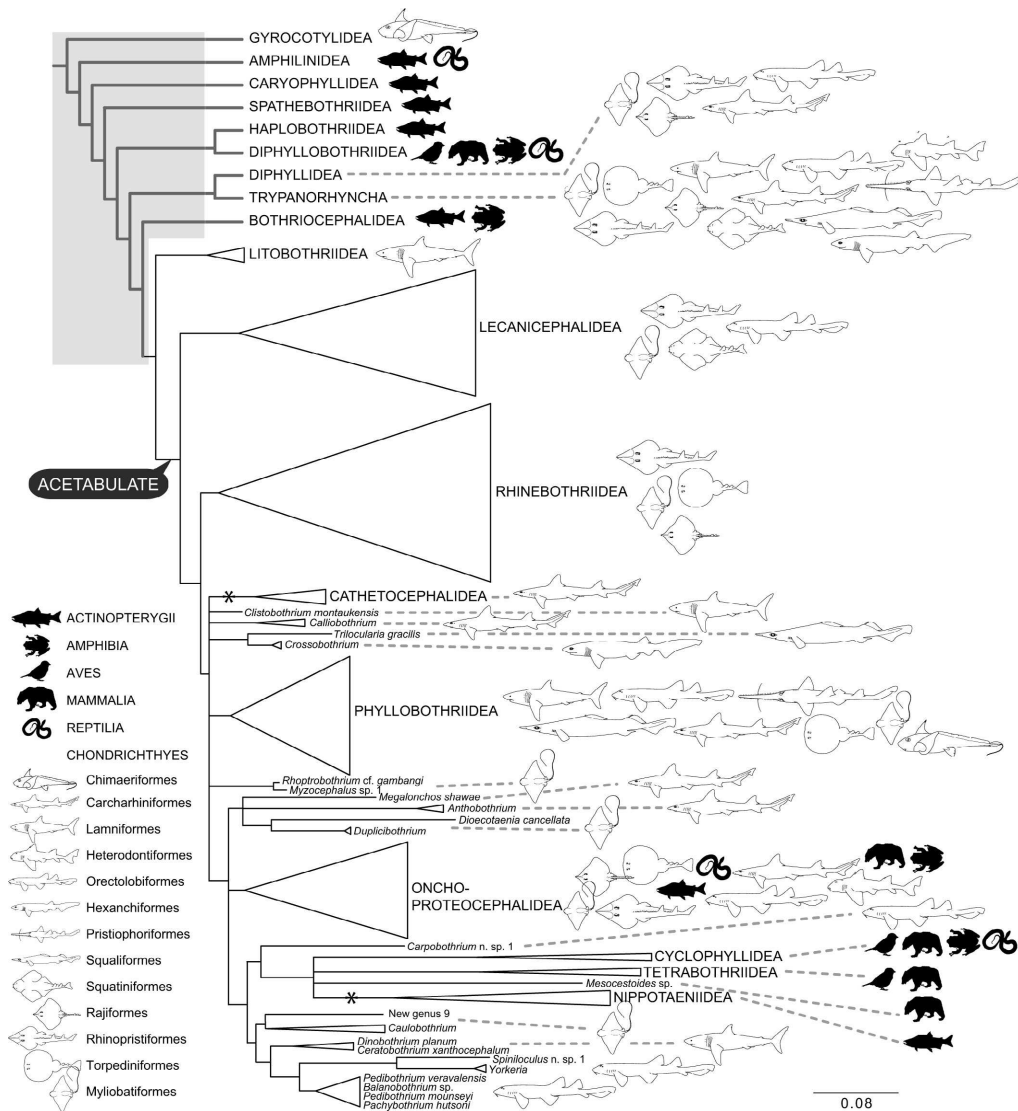 GYROCOTYLIDEA
AMPHILINIDEA
CARYOPHYLLIDEA
SPATHEBOTHRIIDEA
HAPLOBOTHRIIDEA
DIPHYLLOBOTHRIIDEA
DIPHYLLIDEA
TRYPANORHYNCHA
BOTHRIOCEPHALIDEA
LITOBOTHRIIDEA
LECANICEPHALIDEA
ACETABULATE
RHINEBOTHRIIDEA
CATHETOCEPHALIDEA
Clistobothrium montaukensis
Calliobothrium
Trilocularia gracilis
Crossobothrium
PHYLLOBOTHRIIDEA
Rhoptrobothrium cf. gambangi
Myzocephalus sp. 1
Megalonchos shawae
Anthobothrium
Dioecotaenia cancellata
Duplicibothrium
ONCHO-
PROTEOCEPHALIDEA
Carpobothrium n. sp. 1
CYCLOPHYLLIDEA
TETRABOTHRIIDEA
Mesocestoides sp.
NIPPOTAENIIDEA
New genus 9
Caulobothrium
Dinobothrium planum
Ceratobothrium xanthocephalum
Spiniloculus n. sp. 1
Yorkeria
Pedibothrium veravalensis
Balanobothrium sp.
Pedibothrium mounseyi
Pachybothrium hutsoni
ACTINOPTERYGII
AMPHIBIA
AVES
MAMMALIA
REPTILIA
CHONDRICHTHYES
Chimaeriformes
Carcharhiniformes
Lamniformes
Heterodontiformes
Orectolobiformes
Hexanchiformes
Pristiophoriformes
Squaliformes
Squatiniformes
Rajiformes
Rhinopristiformes
Torpediniformes
Myliobatiformes
0.08